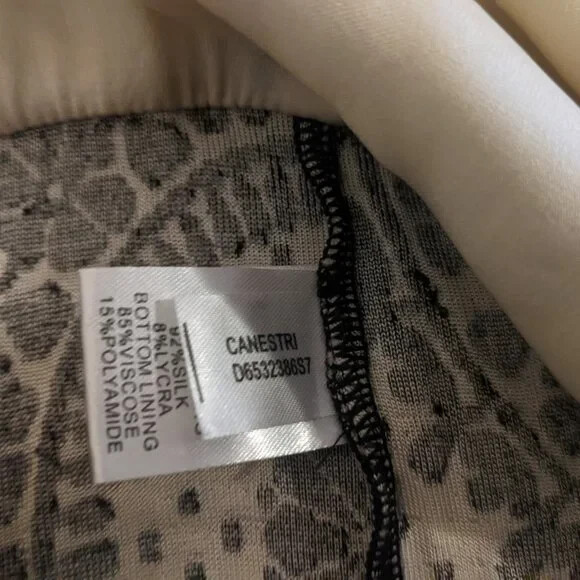 CANESTRI
D6532386S7
92%SILK
8%LYCRA
BOTTOM LINING
85%VISCOSE
15%POLYAMIDE